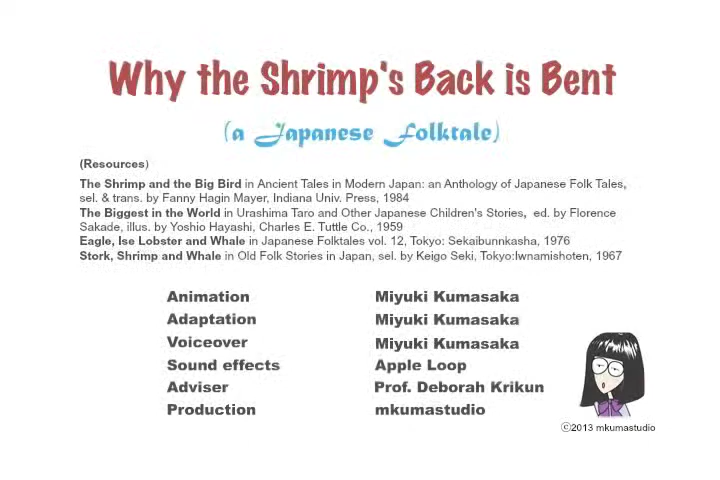 Why the Shrimp's Back is Bent
(a Japanese Folktale)
(Resources)
The Shrimp and the Big Bird in Ancient Tales in Modern Japan: an Anthology of Japanese Folk Tales,
sel. & trans. by Fanny Hagin Mayer, Indiana Univ. Press, 1984
The Biggest in the World in Urashima Taro and Other Japanese Children's Stories, ed. by Florence
Sakade, illus. by Yoshio Hayashi, Charles E. Tuttle Co., 1959
Eagle, Ise Lobster and Whale in Japanese Folktales vol. 12, Tokyo: Sekaibunnkasha, 1976
Stork, Shrimp and Whale in Old Folk Stories in Japan, sel. by Keigo Seki, Tokyo:Iwnamishoten, 1967
Animation Miyuki Kumasaka
Adaptation Miyuki Kumasaka
Voiceover Miyuki Kumasaka
Sound effects Apple Loop
Adviser Prof. Deborah Krikun
Production mkumastudio
ⓒ2013 mkumastudio